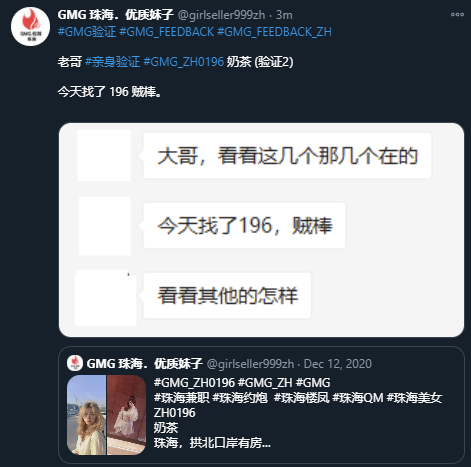 GMG 珠海．优质妹子 @girlseller999zh · 3m
#GMG验证 #GMG_FEEDBACK #GMG_FEEDBACK_ZH
老哥 #亲身验证 #GMG_ZH0196 奶茶 (验证2)
今天找了 196 贼棒。
大哥，看看这几个那几个在的
今天找了196，贼棒
看看其他的怎样
GMG 珠海．优质妹子 @girlseller999zh · Dec 12, 2020
#GMG_ZH0196 #GMG_ZH #GMG
#珠海兼职 #珠海约炮 #珠海楼凤 #珠海QM #珠海美女
ZH0196
奶茶
珠海，拱北口岸有房...